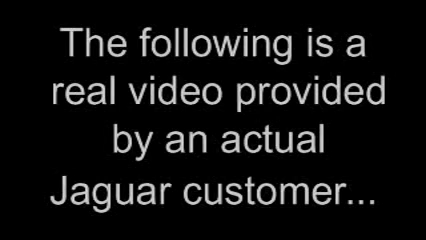 The following is a
real video provided
by an actual
Jaguar customer...